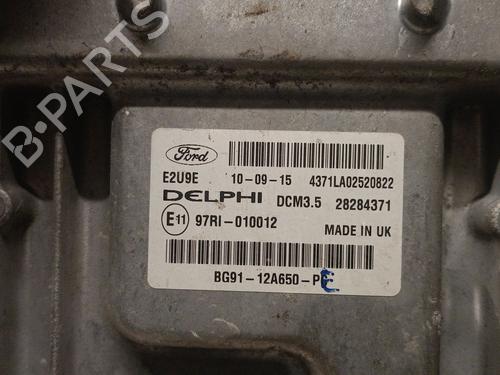 B-PARTS
Ford
E2U9E 10-09-15 4371LA02520822
DELPHI DCM3.5 28284371
E11 97RI-010012 MADE IN UK
BG91-12A650-PE